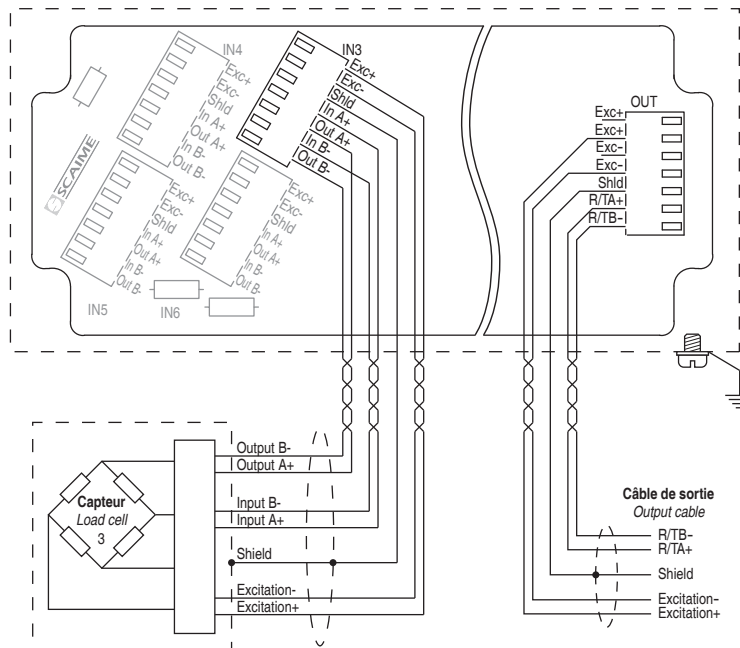 IN4
Exc+
Exc-
Shld
In A+
Out A+
In B-
Out B-
IN3
Exc+
Exc-
Shld
In A+
Out A+
In B-
Out B-
SCAIME
Exc+
Exc-
Shld
In A+
Out A+
In B-
Out B-
IN5
Exc+
Exc-
Shld
In A+
Out A+
In B-
Out B-
IN6
OUT
Exc+
Exc+
Exc-
Exc-
Shld
R/TA+
R/TB-
Capteur
Load cell
3
Output B-
Output A+
Input B-
Input A+
Shield
Excitation-
Excitation+
Câble de sortie
Output cable
R/TB-
R/TA+
Shield
Excitation-
Excitation+